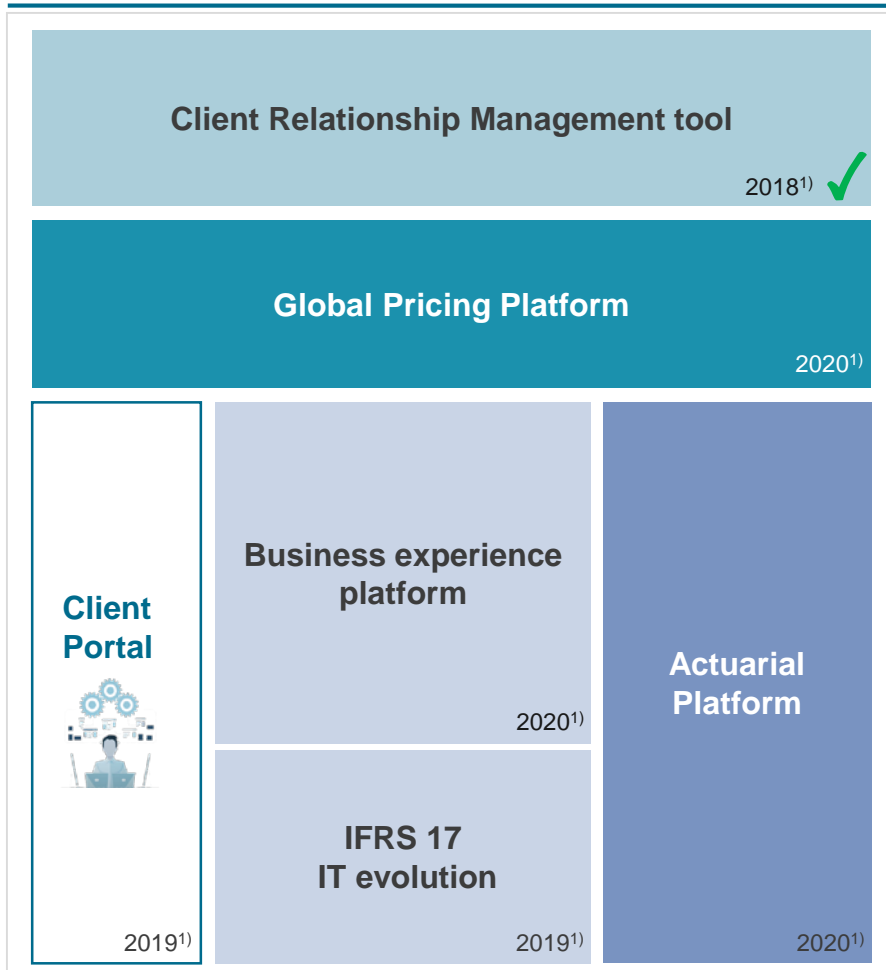 Client Relationship Management tool
2018¹⁾ ✓
Global Pricing Platform
2020¹⁾
Client
Portal
2019¹⁾
Business experience
platform
2020¹⁾
IFRS 17
IT evolution
2019¹⁾
Actuarial
Platform
2020¹⁾